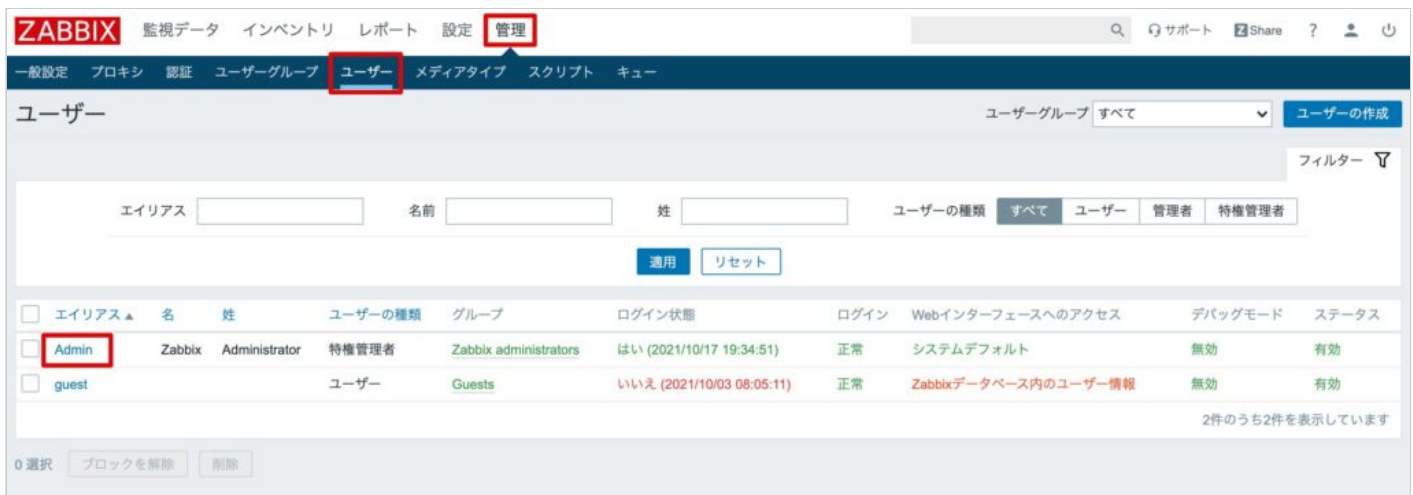 ZABBIX 監視データ インベントリ レポート 設定 管理 サポート Z Share ?
一般設定 プロキシ 認証 ユーザーグループ ユーザー メディアタイプ スクリプト キュー
ユーザー ユーザーグループ すべて ユーザーの作成
フィルター
エイリアス 名前 姓 ユーザーの種類 すべて ユーザー 管理者 特権管理者
適用 リセット
エイリアス▲ 名 姓 ユーザーの種類 グループ ログイン状態 ログイン Webインターフェースへのアクセス デバッグモード ステータス
Admin Zabbix Administrator 特権管理者 Zabbix administrators はい (2021/10/17 19:34:51) 正常 システムデフォルト 無効 有効
guest ユーザー Guests いいえ (2021/10/03 08:05:11) 正常 Zabbixデータベース内のユーザー情報 無効 有効
2件のうち2件を表示しています
0 選択 ブロックを解除 削除